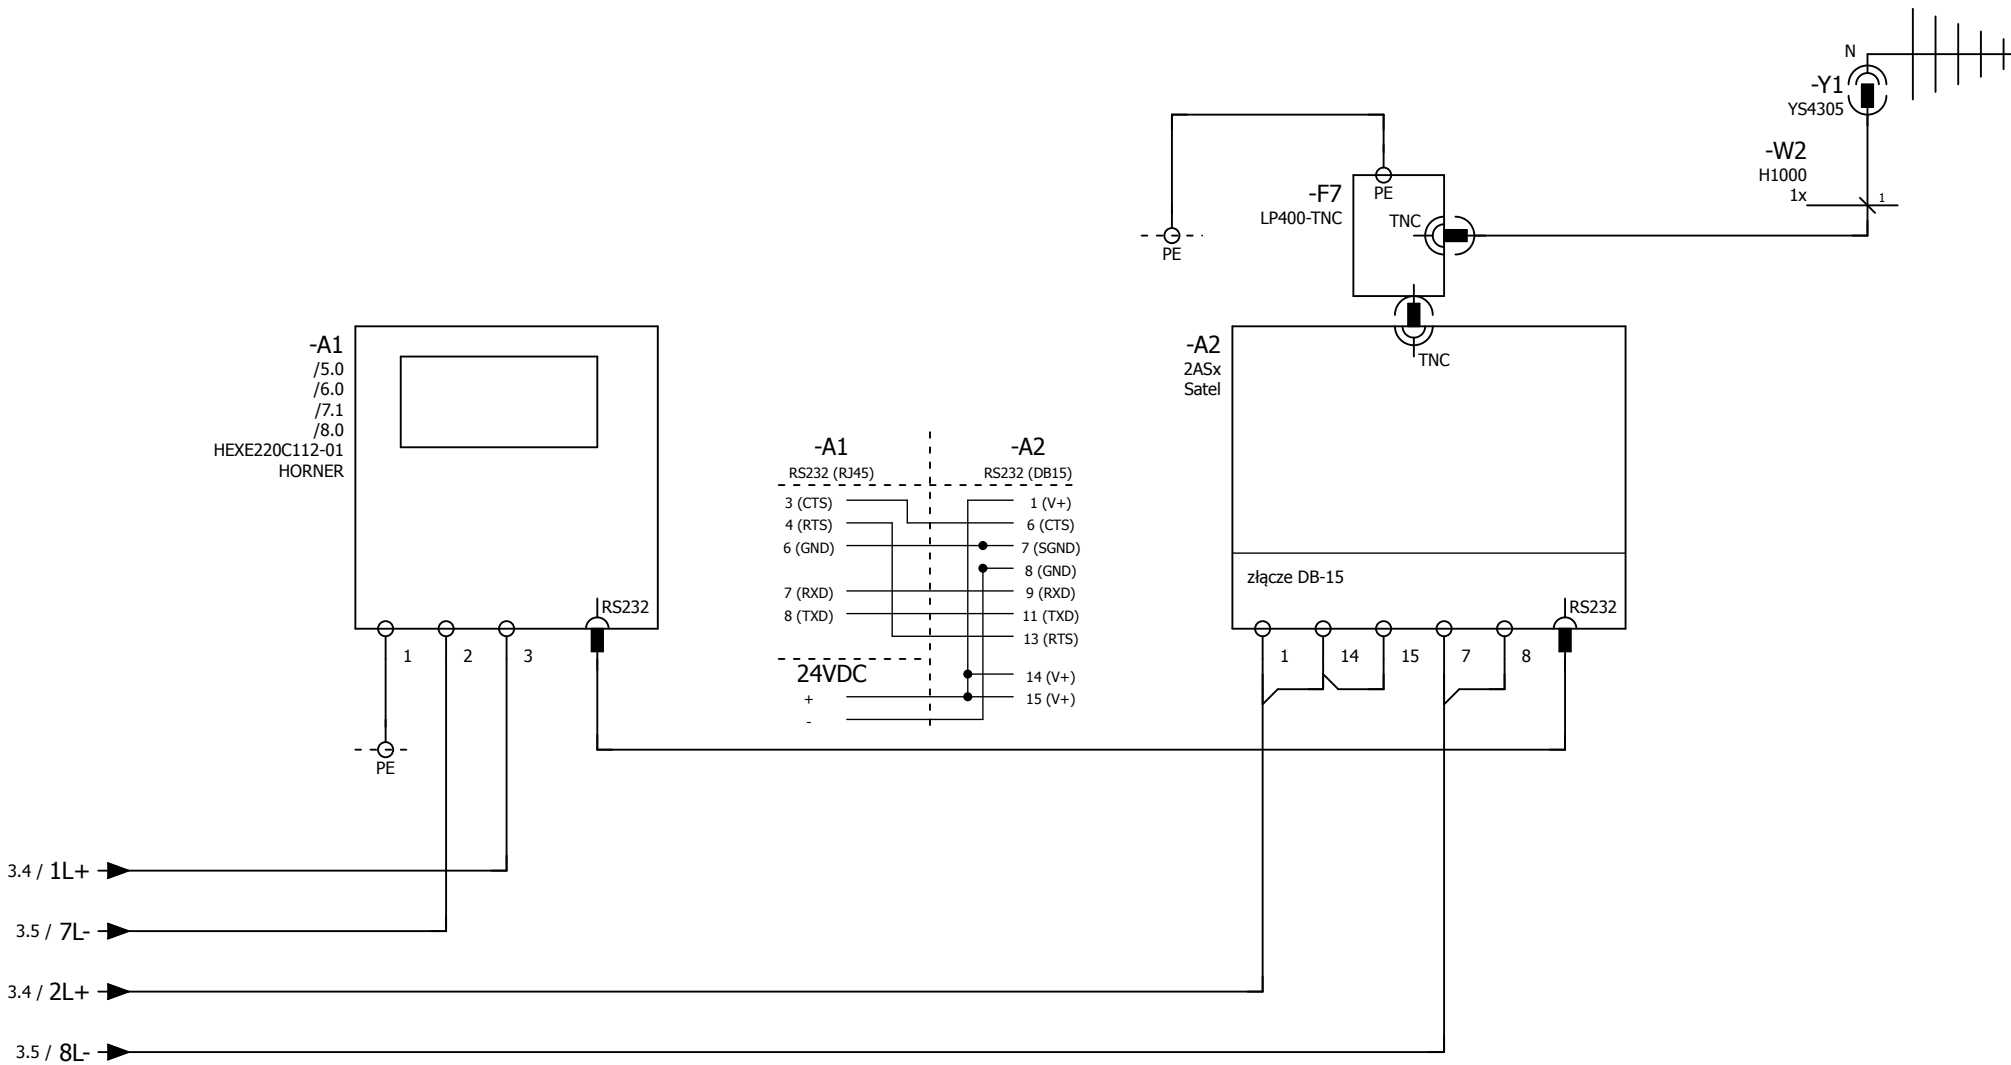 N
-Y1
YS4305
-W2
H1000
1x
1
-F7
LP400-TNC
PE
TNC
PE
-A1
/5.0
/6.0
/7.1
/8.0
HEXE220C112-01
HORNER
RS232
1 2 3
PE
-A1 -A2
RS232 (RJ45) RS232 (DB15)
3 (CTS) 1 (V+)
4 (RTS) 6 (CTS)
6 (GND) 7 (SGND)
8 (GND)
7 (RXD) 9 (RXD)
8 (TXD) 11 (TXD)
13 (RTS)
24VDC 14 (V+)
+ 15 (V+)
-
-A2
2ASx
Satel
TNC
złącze DB-15
RS232
1 14 15 7 8
3.4 / 1L+
3.5 / 7L-
3.4 / 2L+
3.5 / 8L-